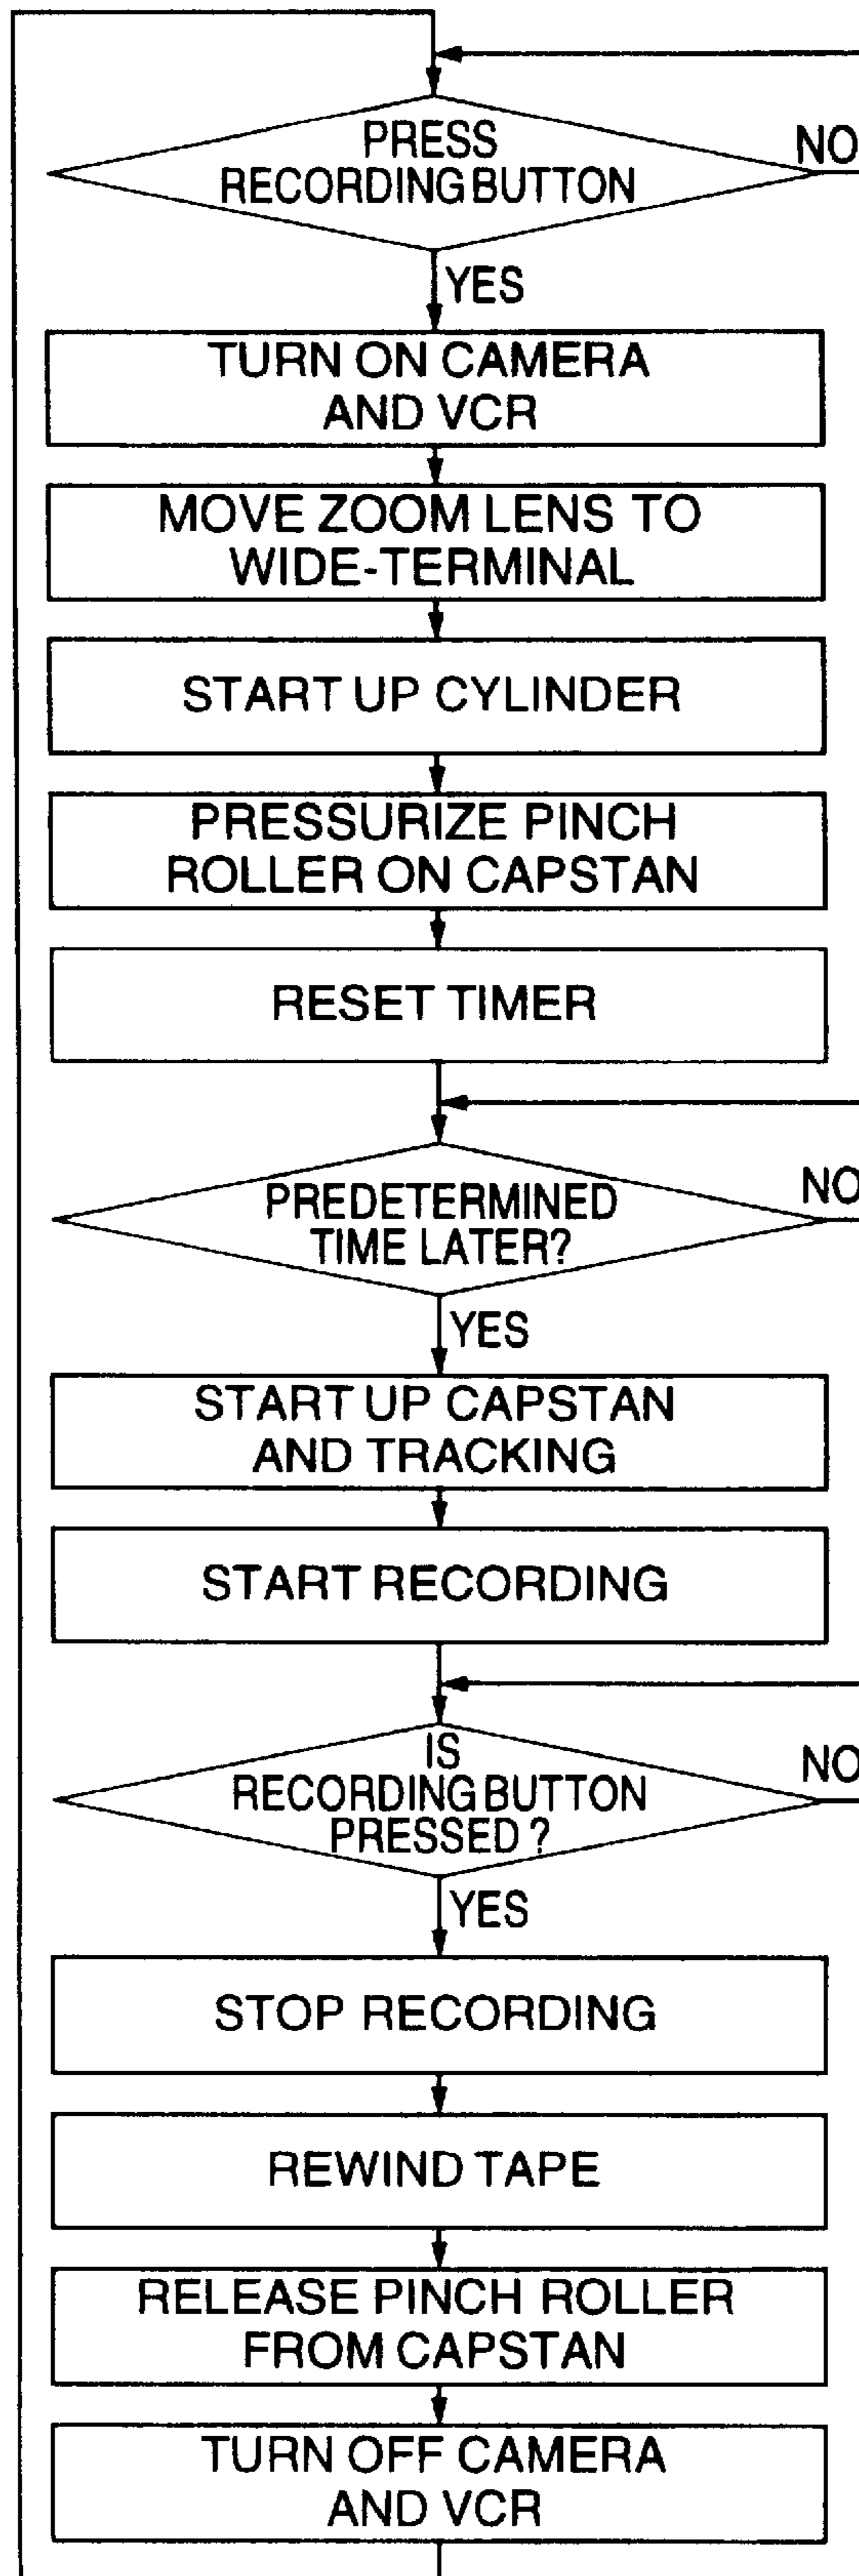 PRESS
NO
RECORDING BUTTON
YES
TURN ON CAMERA
AND VCR
MOVE ZOOM LENS TO
WIDE-TERMINAL
START UP CYLINDER
PRESSURIZE PINCH
ROLLER ON CAPSTAN
RESET TIMER
PREDETERMINED
NO
TIME LATER?
YES
START UP CAPSTAN
AND TRACKING
START RECORDING
IS
NO
RECORDING BUTTON
PRESSED ?
YES
STOP RECORDING
REWIND TAPE
RELEASE PINCH ROLLER
FROM CAPSTAN
TURN OFF CAMERA
AND VCR